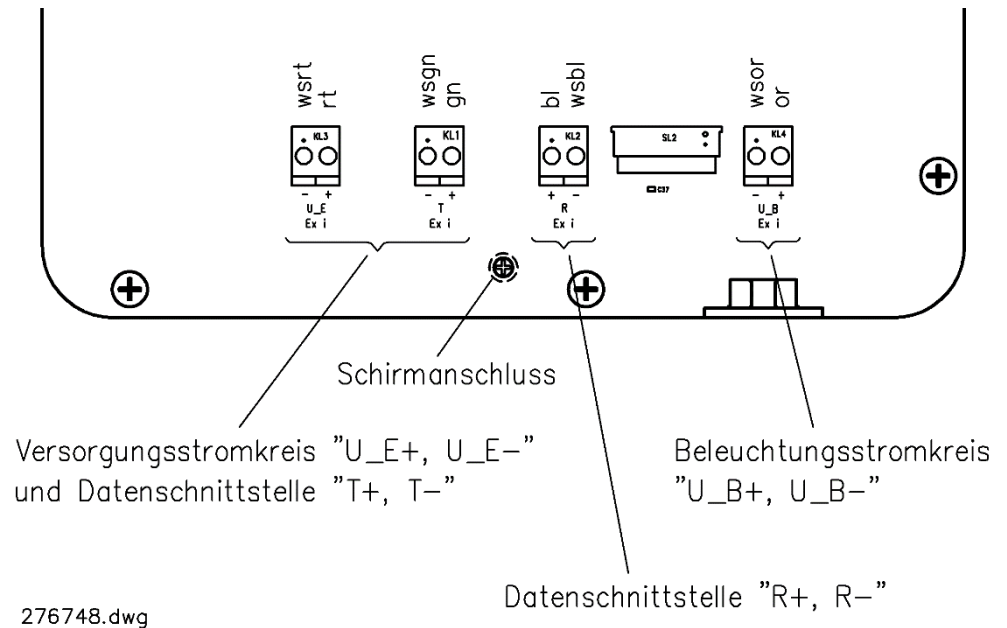 wsrt
rt
wsgn
gn
bl
wsbl
wsor
or
KL3
KL1
KL2
SL2
KL4
C37
- +
U_E
Ex i
- +
T
Ex i
+ -
R
Ex i
- +
U_B
Ex i
Schirmanschluss
Versorgungsstromkreis "U_E+, U_E-"
und Datenschnittstelle "T+, T-"
Beleuchtungsstromkreis
"U_B+, U_B-"
Datenschnittstelle "R+, R-"
276748.dwg